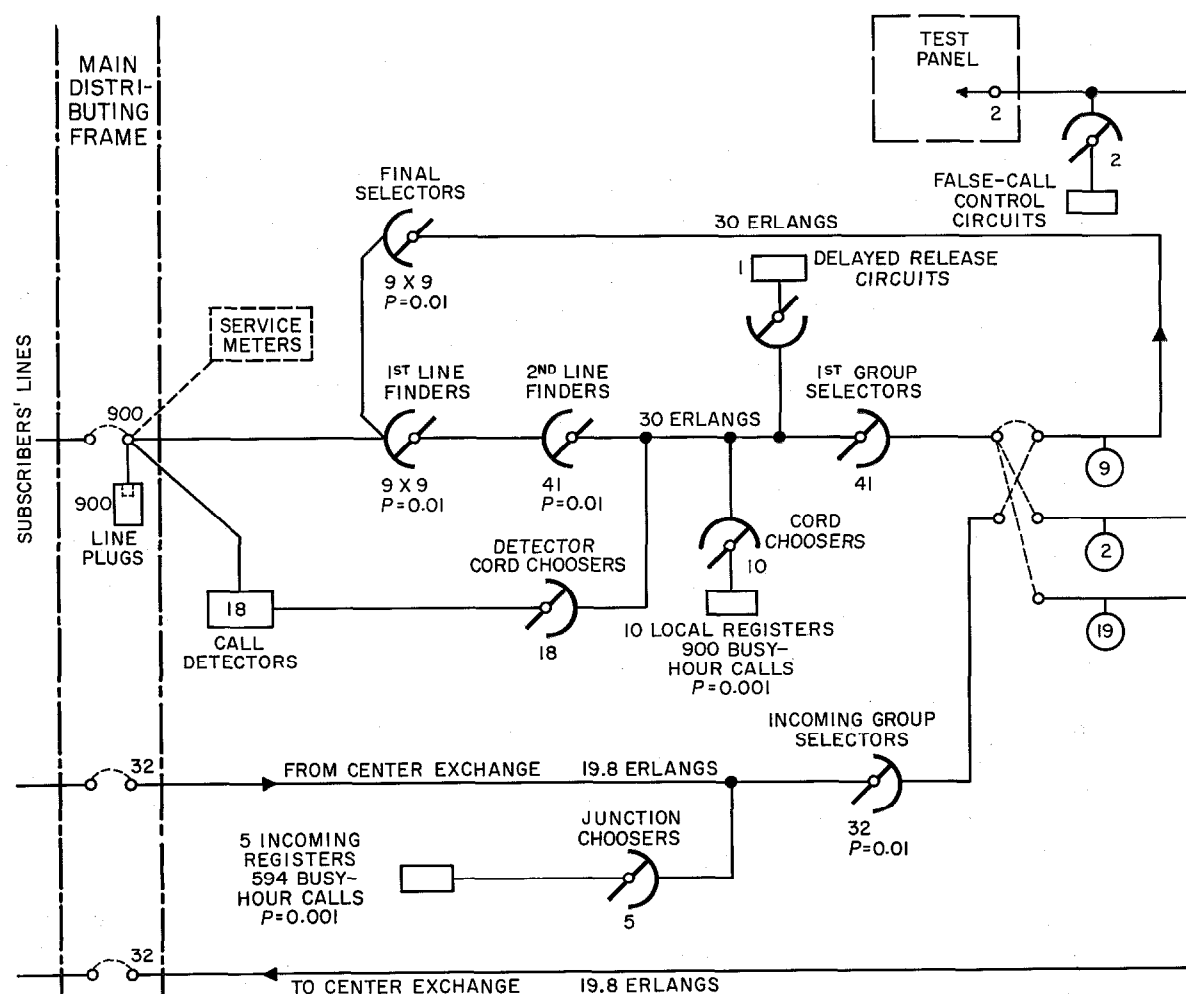 TEST
PANEL
2
MAIN
DISTRI-
BUTING
FRAME
2
FALSE-CALL
CONTROL
CIRCUITS
FINAL
SELECTORS
30 ERLANGS
9 X 9
P=0.01
1
DELAYED RELEASE
CIRCUITS
SERVICE
METERS
SUBSCRIBERS' LINES
1ST LINE
FINDERS
2ND LINE
FINDERS
30 ERLANGS
1ST GROUP
SELECTORS
900
9 X 9
P=0.01
41
P=0.01
41
9
900
LINE
PLUGS
CORD
CHOOSERS
10
2
DETECTOR
CORD CHOOSERS
18
CALL
DETECTORS
18
10 LOCAL REGISTERS
900 BUSY-
HOUR CALLS
P=0.001
19
INCOMING GROUP
SELECTORS
32
FROM CENTER EXCHANGE 19.8 ERLANGS
32
P=0.01
JUNCTION
CHOOSERS
5
5 INCOMING
REGISTERS
594 BUSY-
HOUR CALLS
P=0.001
32
TO CENTER EXCHANGE 19.8 ERLANGS